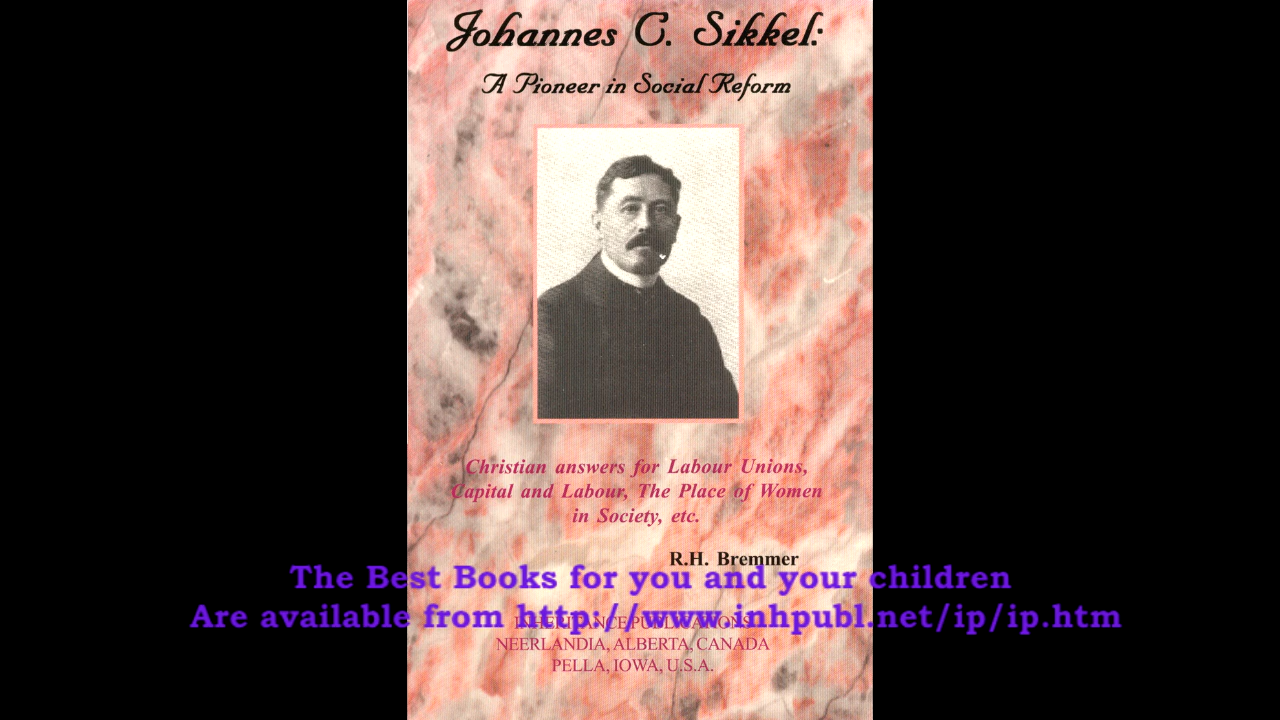 Johannes C. Sikkel:
A Pioneer in Social Reform
Christian answers for Labour Unions,
Capital and Labour, The Place of Women
in Society, etc.
R.H. Bremmer
The Best Books for you and your children
Are available from http://www.inhpubl.net/ip/ip.htm
INHERITANCE PUBLICATIONS
NEERLANDIA, ALBERTA, CANADA
PELLA, IOWA, U.S.A.